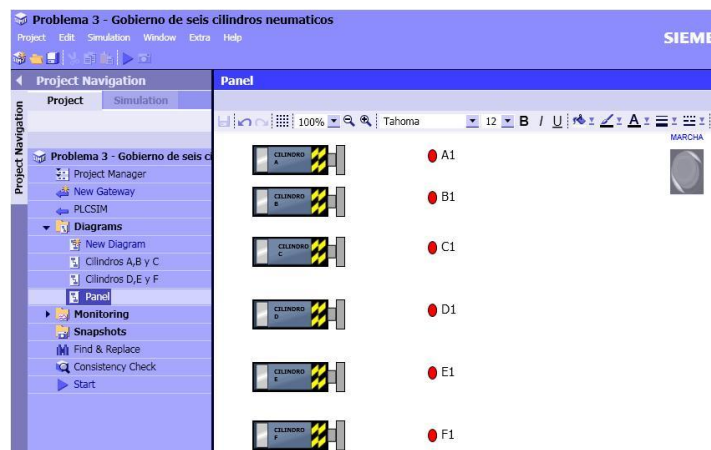 Problema 3 - Gobierno de seis cilindros neumaticos
Project Edit Simulation Window Extra Help
SIEME
Project Navigation
Panel
Project Navigation
Project Simulation
100% Tahoma 12 B I U A
MARCHA
Problema 3 - Gobierno de seis ci
Project Manager
New Gateway
PLCSIM
Diagrams
New Diagram
Cilindros A,B y C
Cilindros D,E y F
Panel
Monitoring
Snapshots
Find & Replace
Consistency Check
Start
CILINDRO
A
A1
CILINDRO
B
B1
CILINDRO
C
C1
CILINDRO
D
D1
CILINDRO
E
E1
CILINDRO
F
F1